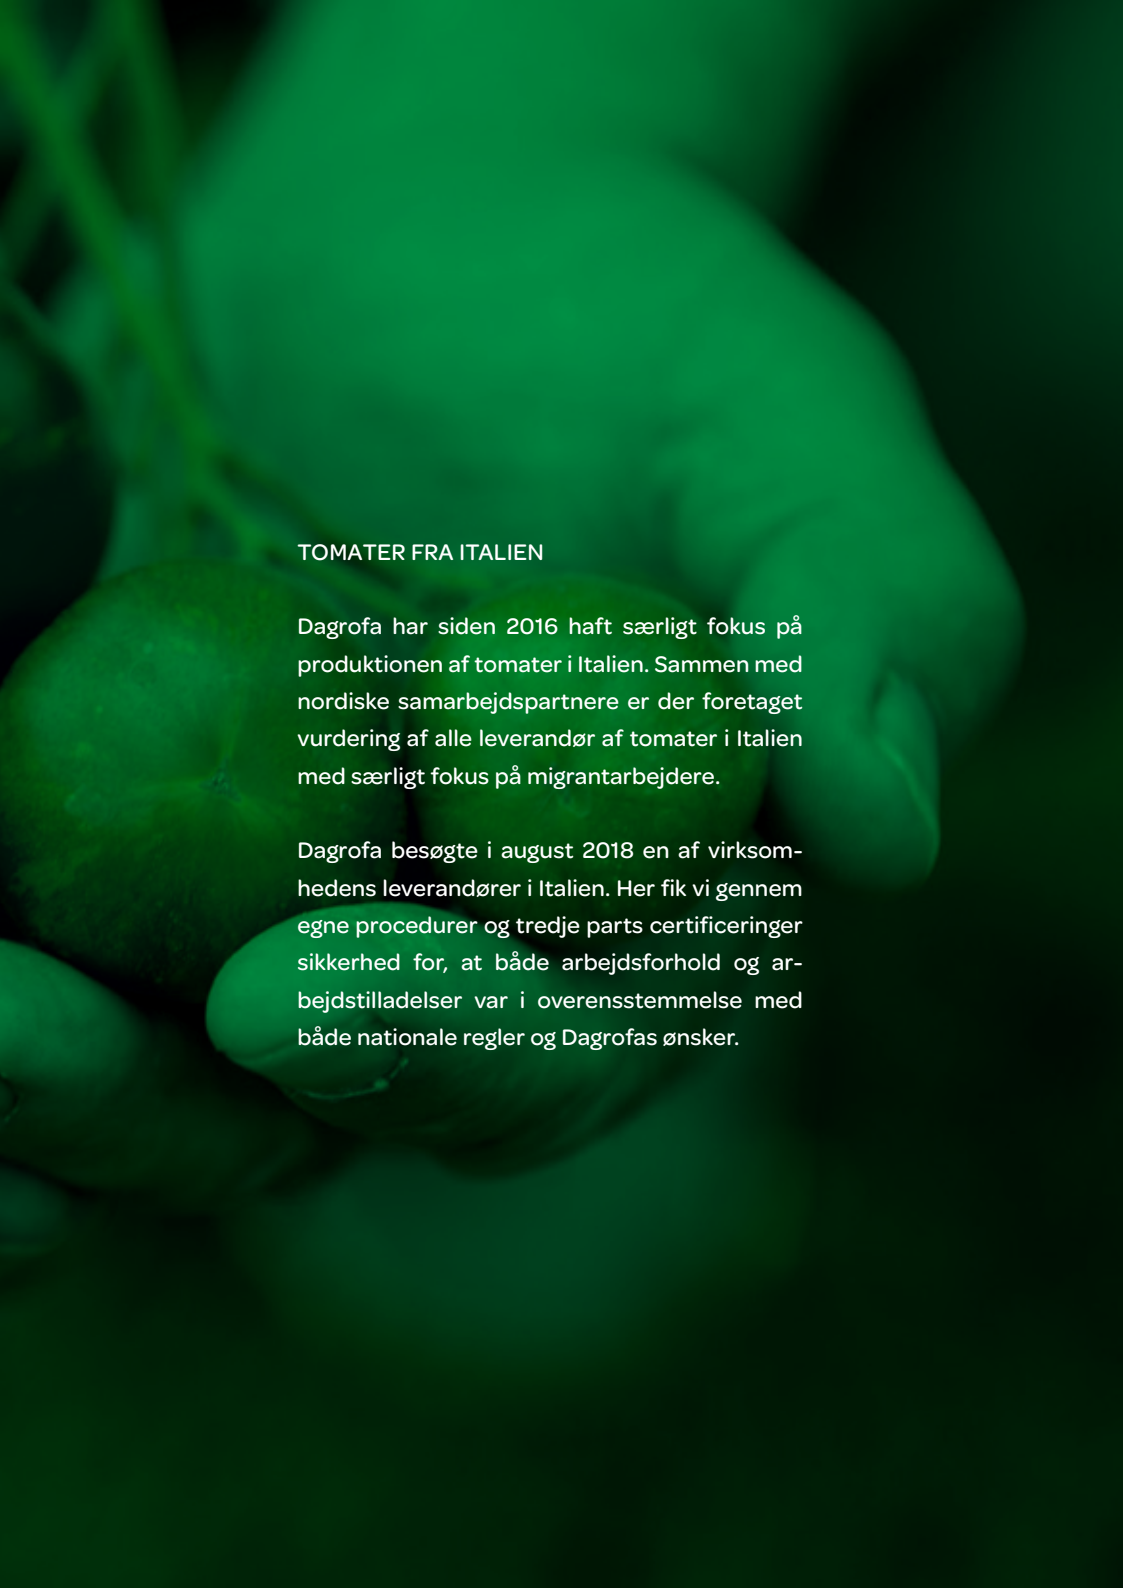 TOMATER FRA ITALIEN
Dagrofa har siden 2016 haft særligt fokus på
produktionen af tomater i Italien. Sammen med
nordiske samarbejdspartnere er der foretaget
vurdering af alle leverandør af tomater i Italien
med særligt fokus på migrantarbejdere.
Dagrofa besøgte i august 2018 en af virksom-
hedens leverandører i Italien. Her fik vi gennem
egne procedurer og tredje parts certificeringer
sikkerhed for, at både arbejdsforhold og ar-
bejdstilladelser var i overensstemmelse med
både nationale regler og Dagrofas ønsker.